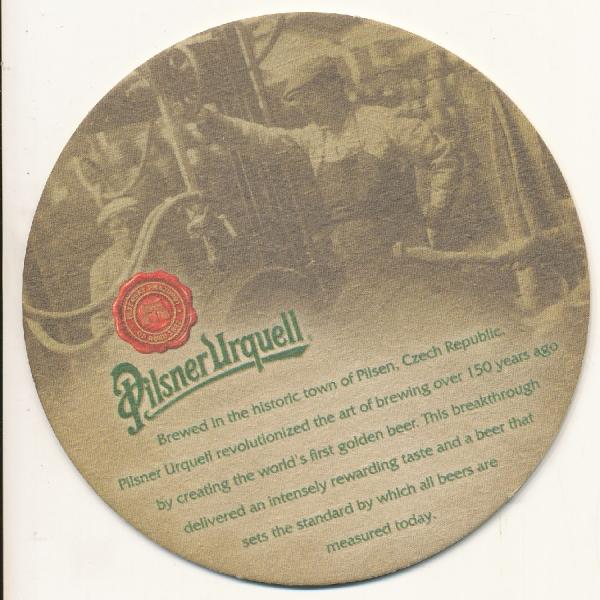 Pilsner Urquell
Brewed in the historic town of Pilsen, Czech Republic.
Pilsner Urquell revolutionized the art of brewing over 150 years ago
by creating the world's first golden beer. This breakthrough
delivered an intensely rewarding taste and a beer that
sets the standard by which all beers are
measured today.